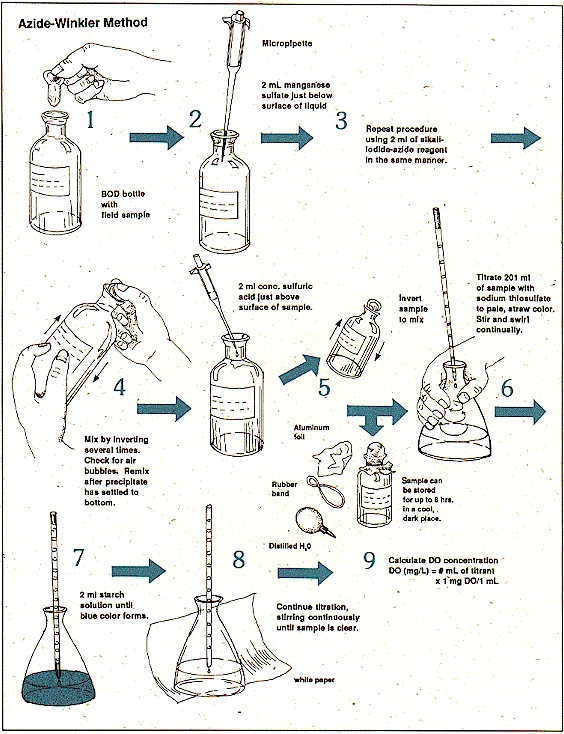 Azide-Winkler Method
1
BOD bottle
with
field sample
2
Micropipette
2 mL manganese
sulfate just below
surface of liquid
3
Repeat procedure
using 2 ml of alkali-
iodide-azide reagent
in the same manner.
4
Mix by inverting
several times.
Check for air
bubbles. Remix
after precipitate
has settled to
bottom.
2 ml conc. sulfuric
acid just above
surface of sample.
5
Invert
sample
to mix
Aluminum
foil
Rubber
band
Distilled H₂0
Sample can
be stored
for up to 8 hrs.
in a cool,
dark place.
Titrate 201 ml
of sample with
sodium thiosulfate
to pale, straw color.
Stir and swirl
continually.
6
7
2 ml starch
solution until
blue color forms.
8
Continue titration,
stirring continuously
until sample is clear.
white paper
9
Calculate DO concentration
DO (mg/L) = # mL of titrant
x 1 mg DO/1 mL